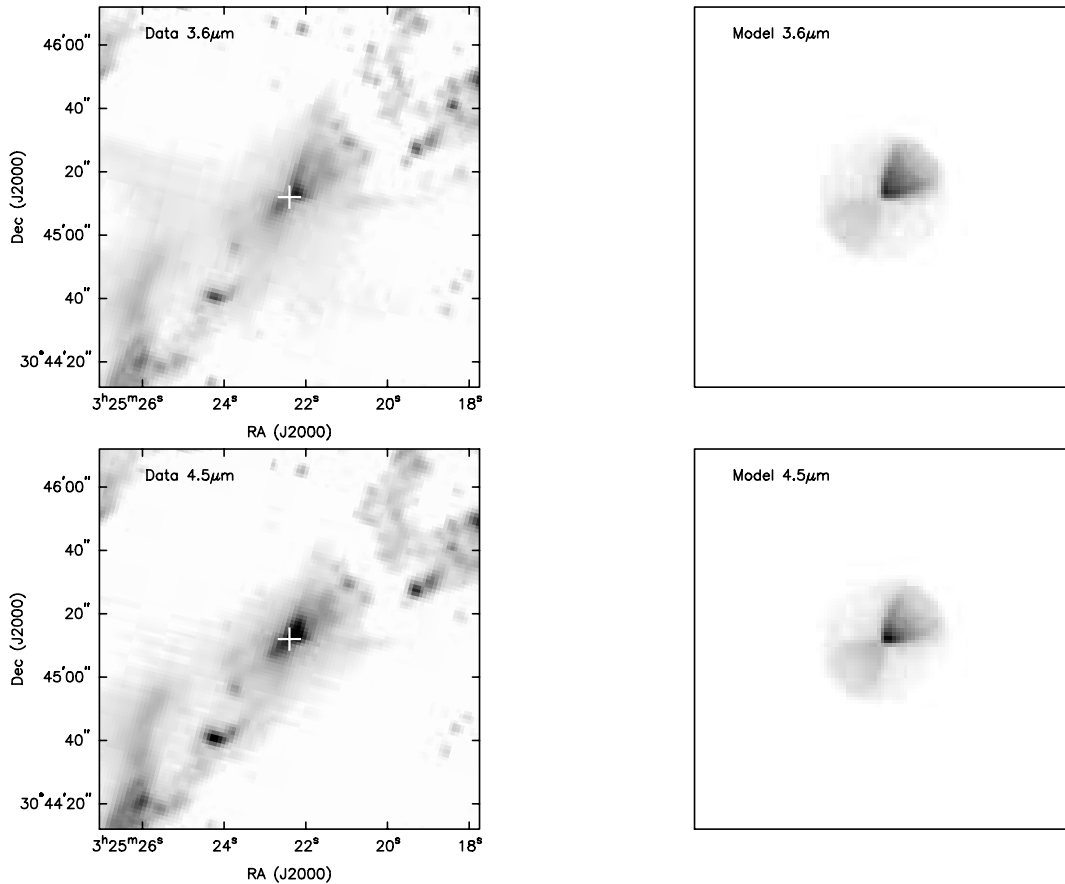 Data 3.6μm
Model 3.6μm
46'00"
40"
20"
45'00"
40"
30°44'20"
Dec (J2000)
3ʰ25ᵐ26ˢ 24ˢ 22ˢ 20ˢ 18ˢ
RA (J2000)
Data 4.5μm
Model 4.5μm
46'00"
40"
20"
45'00"
40"
30°44'20"
Dec (J2000)
3ʰ25ᵐ26ˢ 24ˢ 22ˢ 20ˢ 18ˢ
RA (J2000)